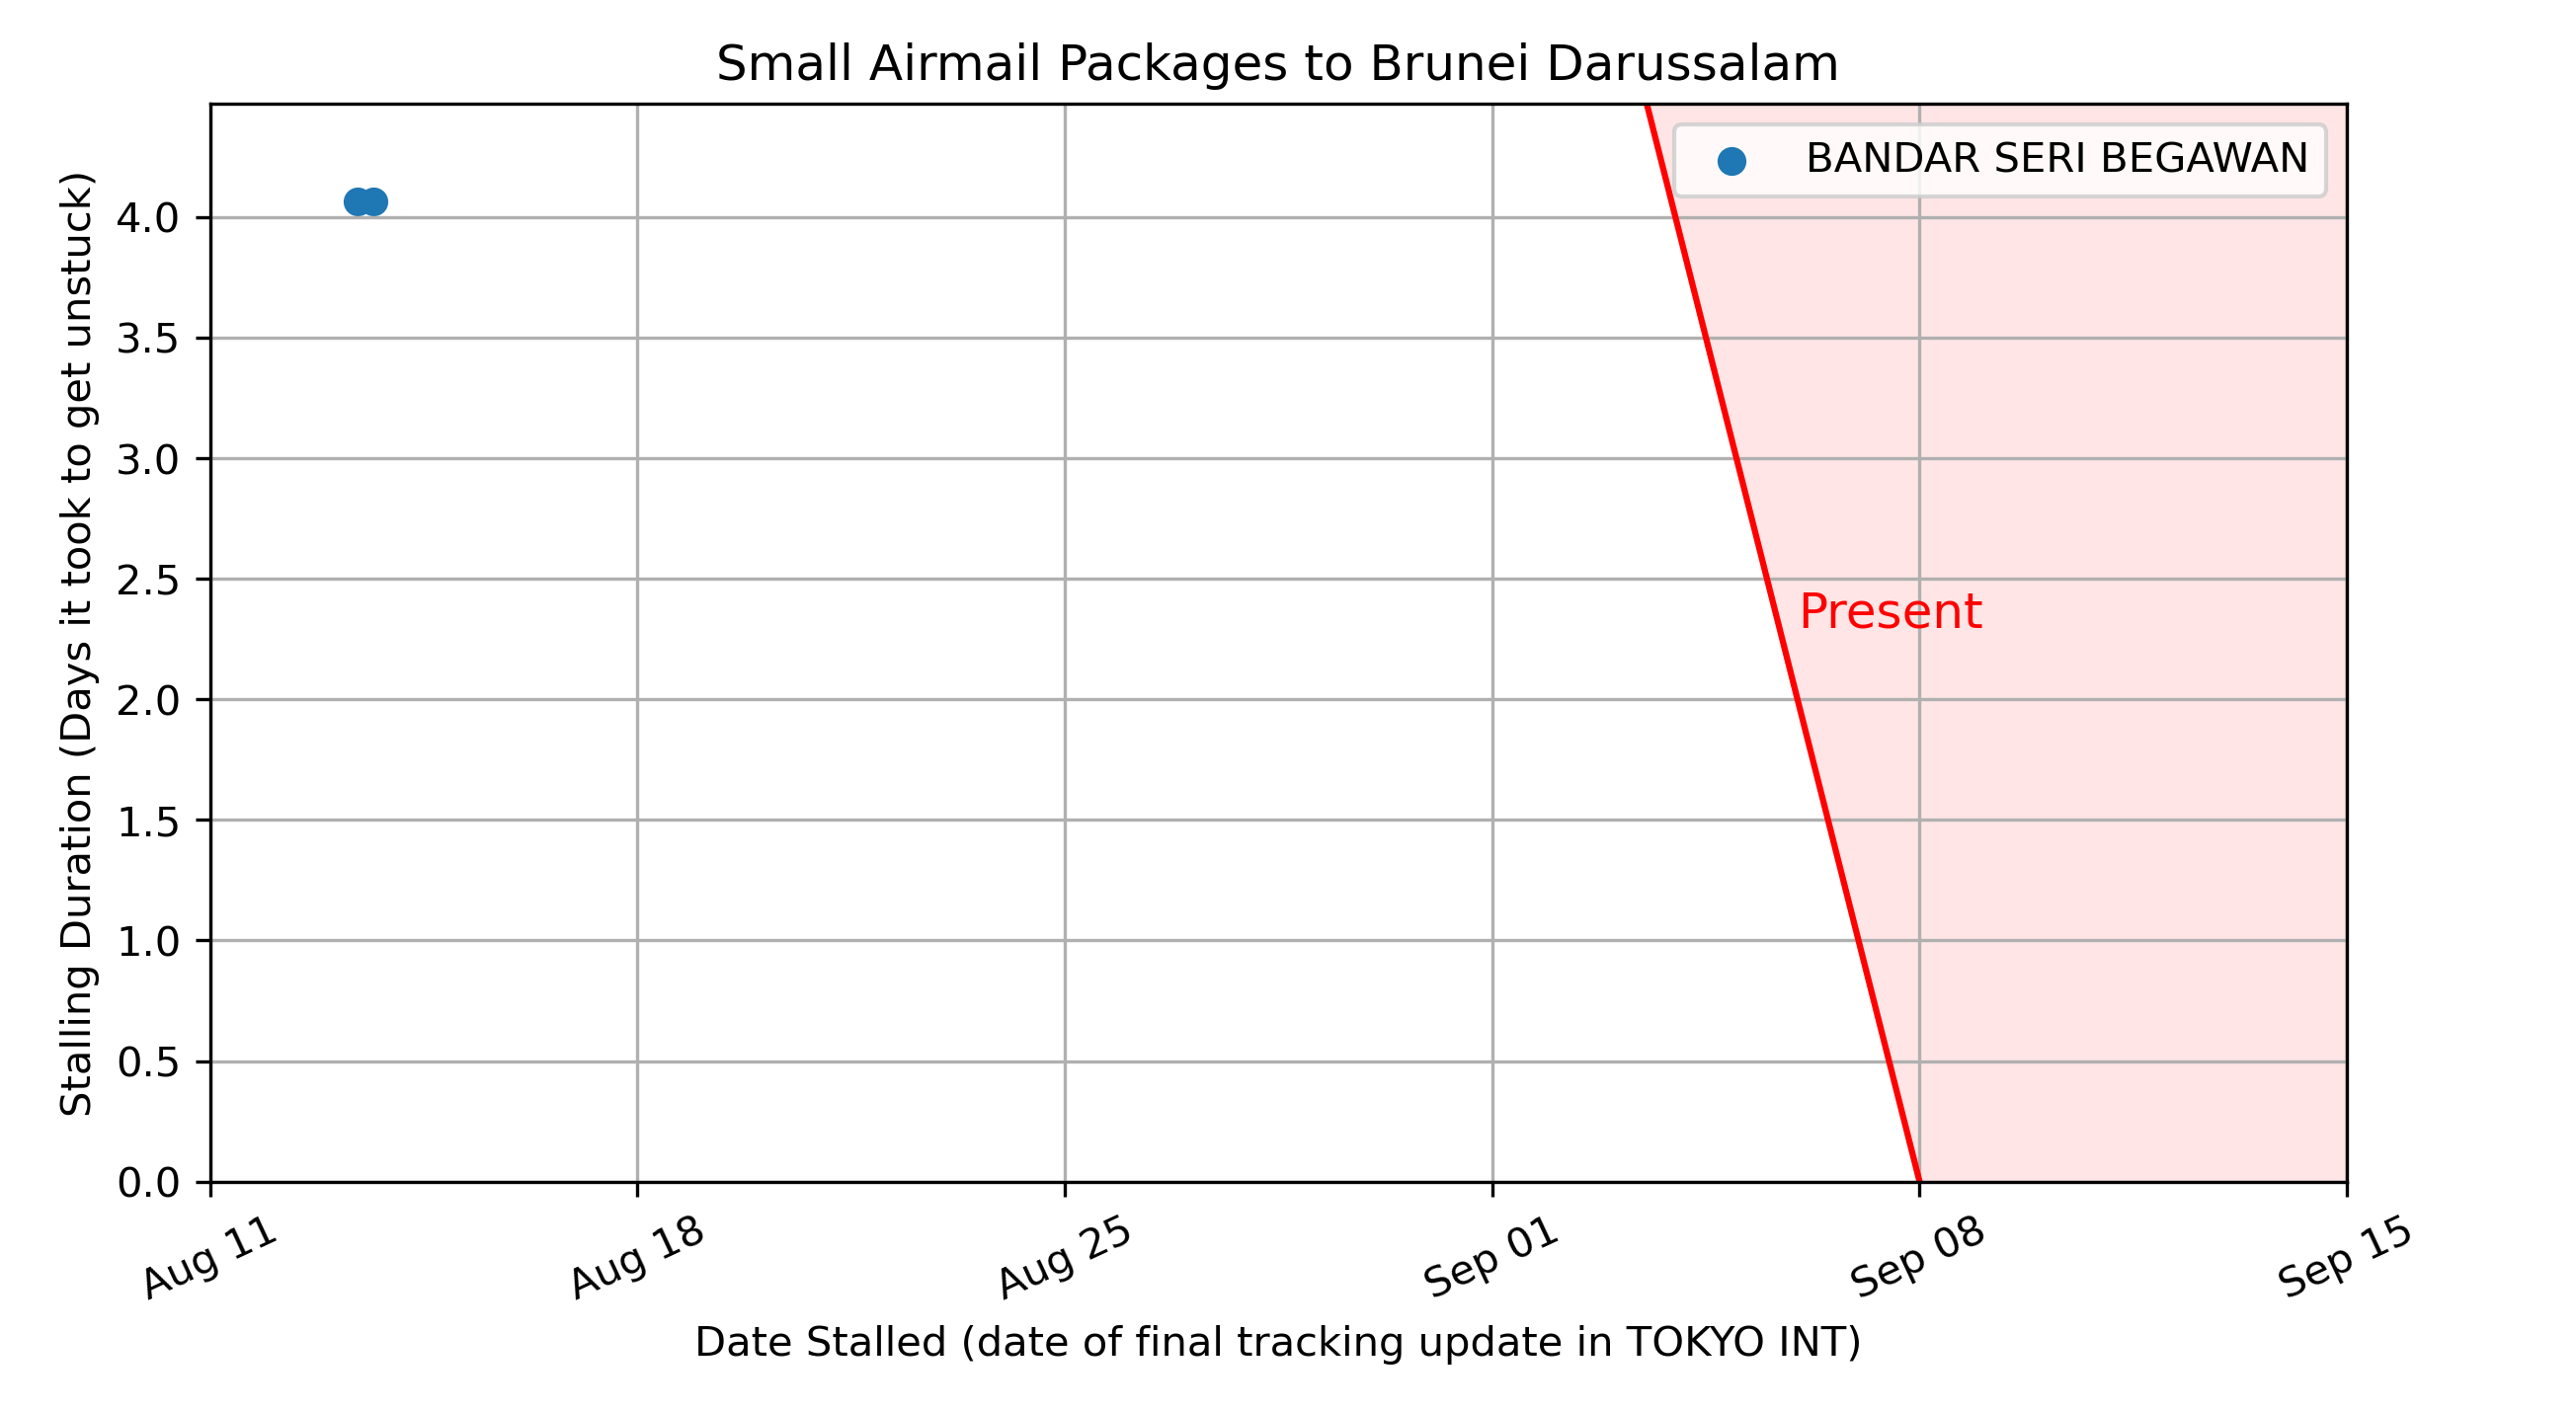 Small Airmail Packages to Brunei Darussalam
BANDAR SERI BEGAWAN
Stalling Duration (Days it took to get unstuck)
4.0
3.5
3.0
2.5
2.0
1.5
1.0
0.5
0.0
Present
Aug 11
Aug 18
Aug 25
Sep 01
Sep 08
Sep 15
Date Stalled (date of final tracking update in TOKYO INT)